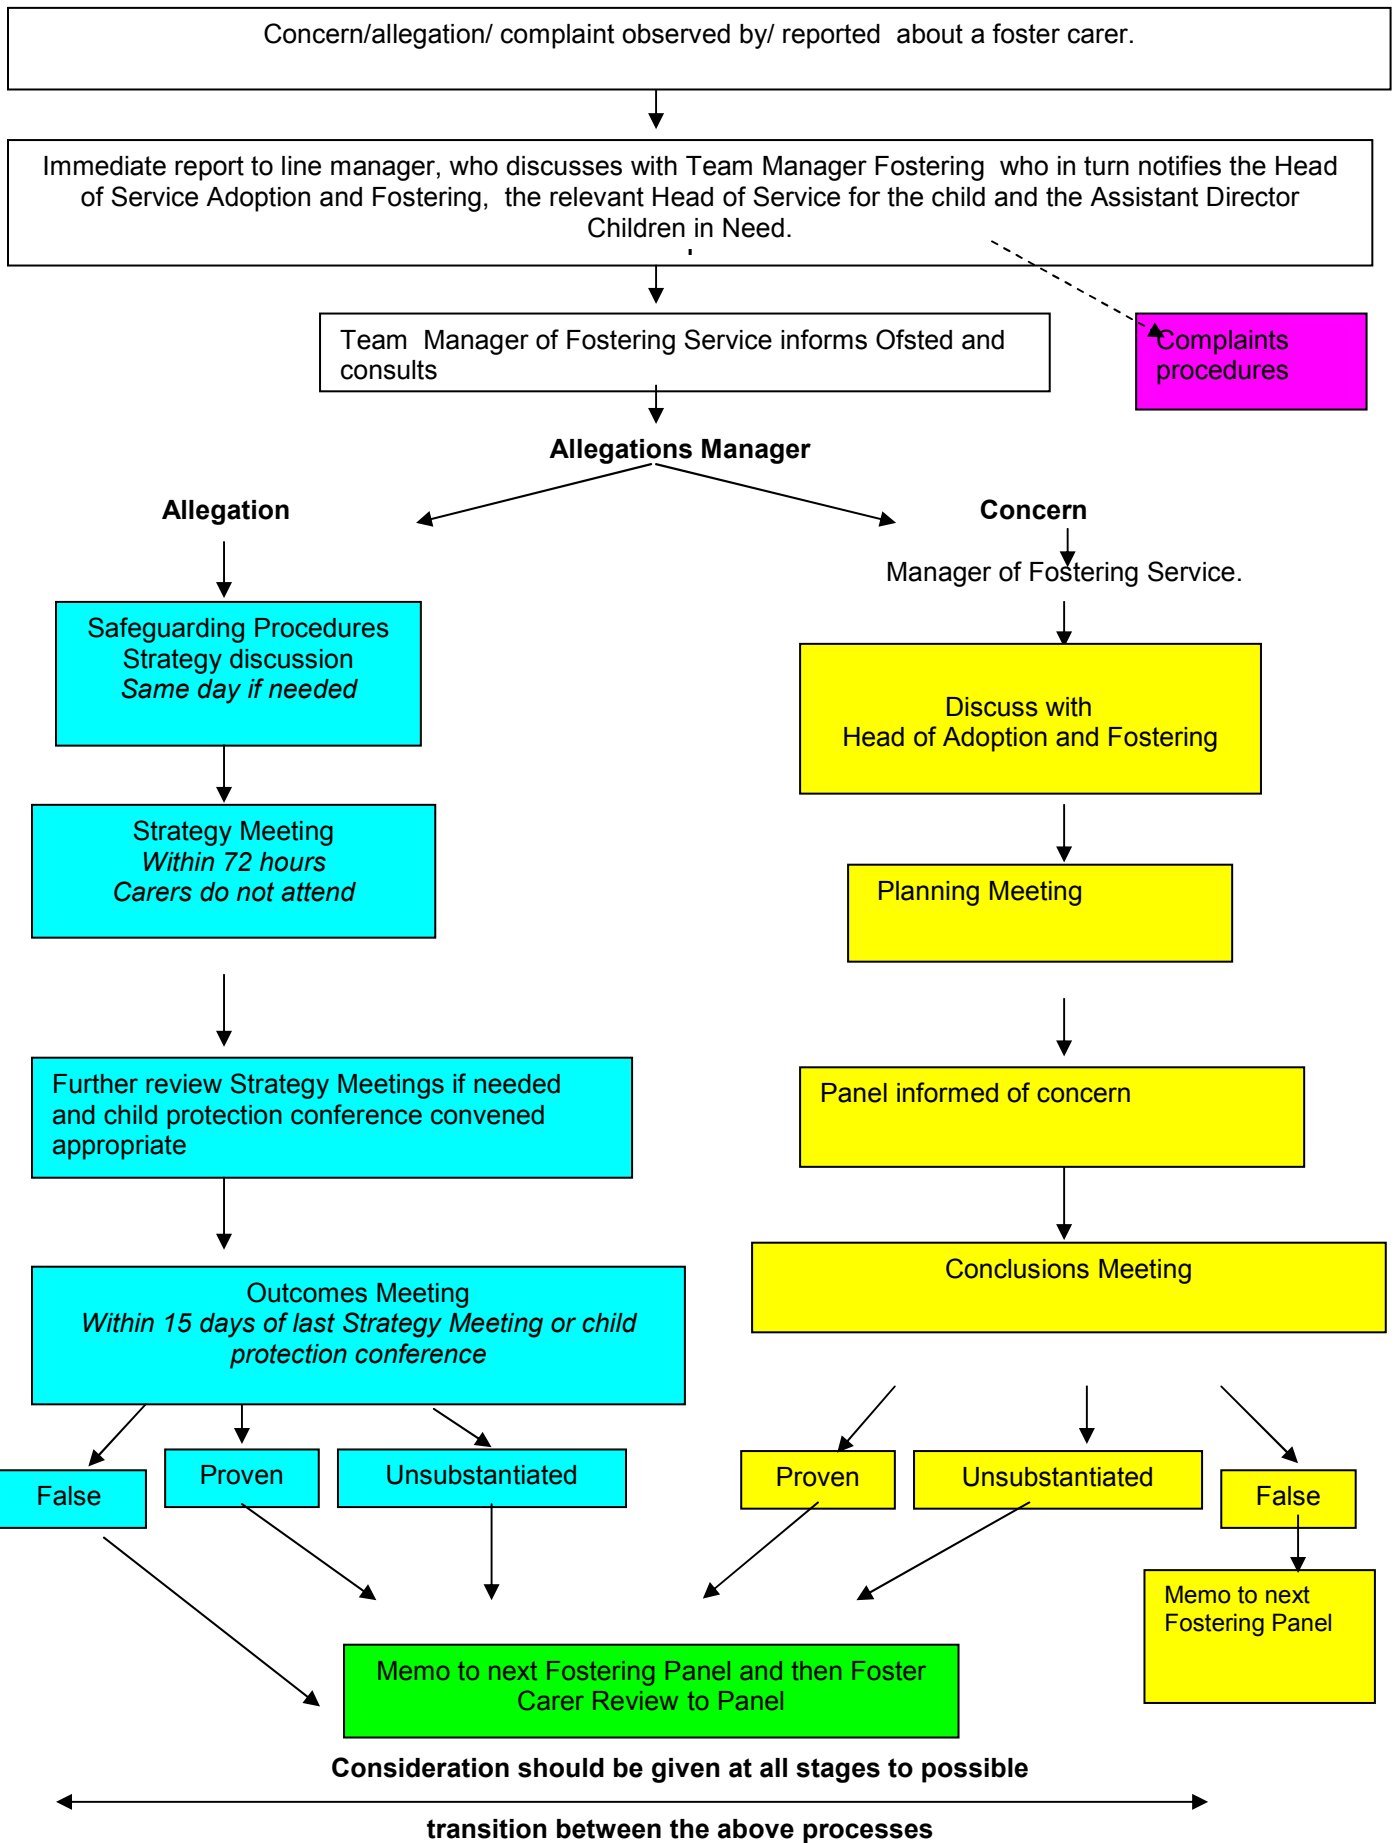 Concern/allegation/ complaint observed by/ reported  about a foster carer.
Immediate report to line manager, who discusses with Team Manager Fostering  who in turn notifies the Head
of Service Adoption and Fostering,  the relevant Head of Service for the child and the Assistant Director
Children in Need.
Team  Manager of Fostering Service informs Ofsted and
consults
Complaints
procedures
Allegations Manager
Allegation
Concern
Manager of Fostering Service.
Safeguarding Procedures
Strategy discussion
Same day if needed
Discuss with
Head of Adoption and Fostering
Strategy Meeting
Within 72 hours
Carers do not attend
Planning Meeting
Further review Strategy Meetings if needed
and child protection conference convened
appropriate
Panel informed of concern
Outcomes Meeting
Within 15 days of last Strategy Meeting or child
protection conference
Conclusions Meeting
False
Proven
Unsubstantiated
Proven
Unsubstantiated
False
Memo to next
Fostering Panel
Memo to next Fostering Panel and then Foster
Carer Review to Panel
Consideration should be given at all stages to possible
transition between the above processes